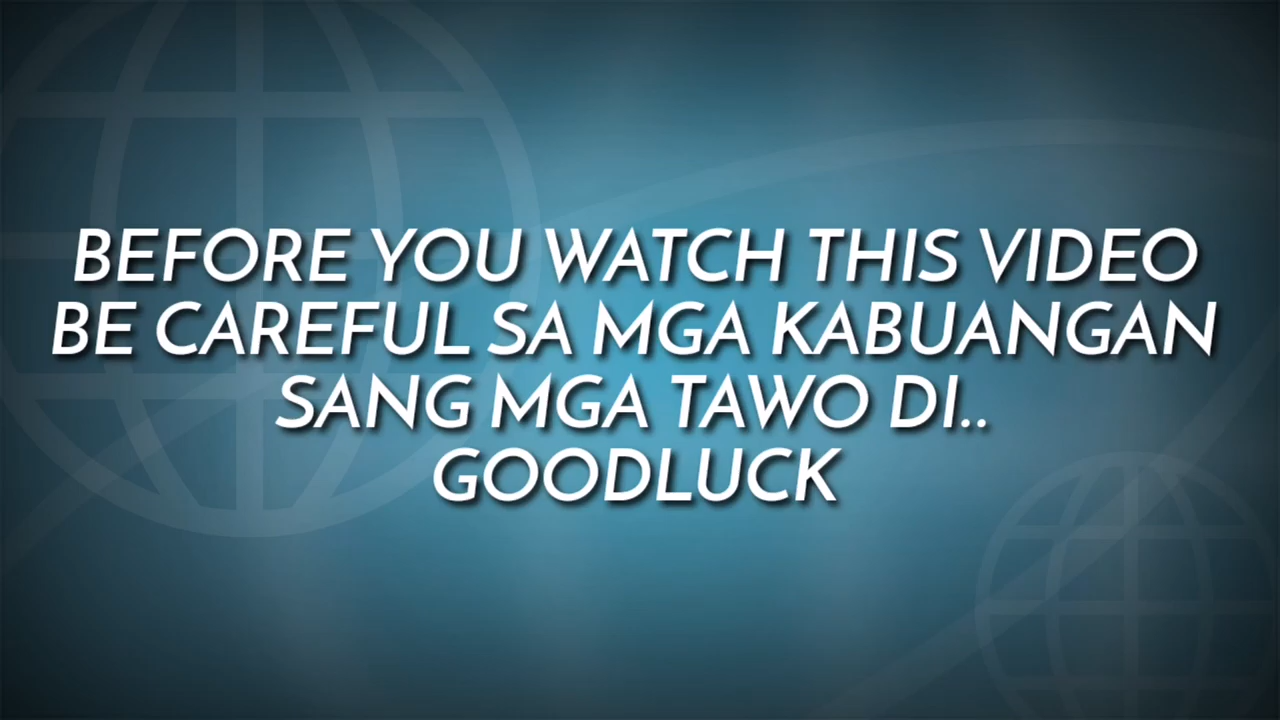 BEFORE YOU WATCH THIS VIDEO
BE CAREFUL SA MGA KABUANGAN
SANG MGA TAWO DI..
GOODLUCK